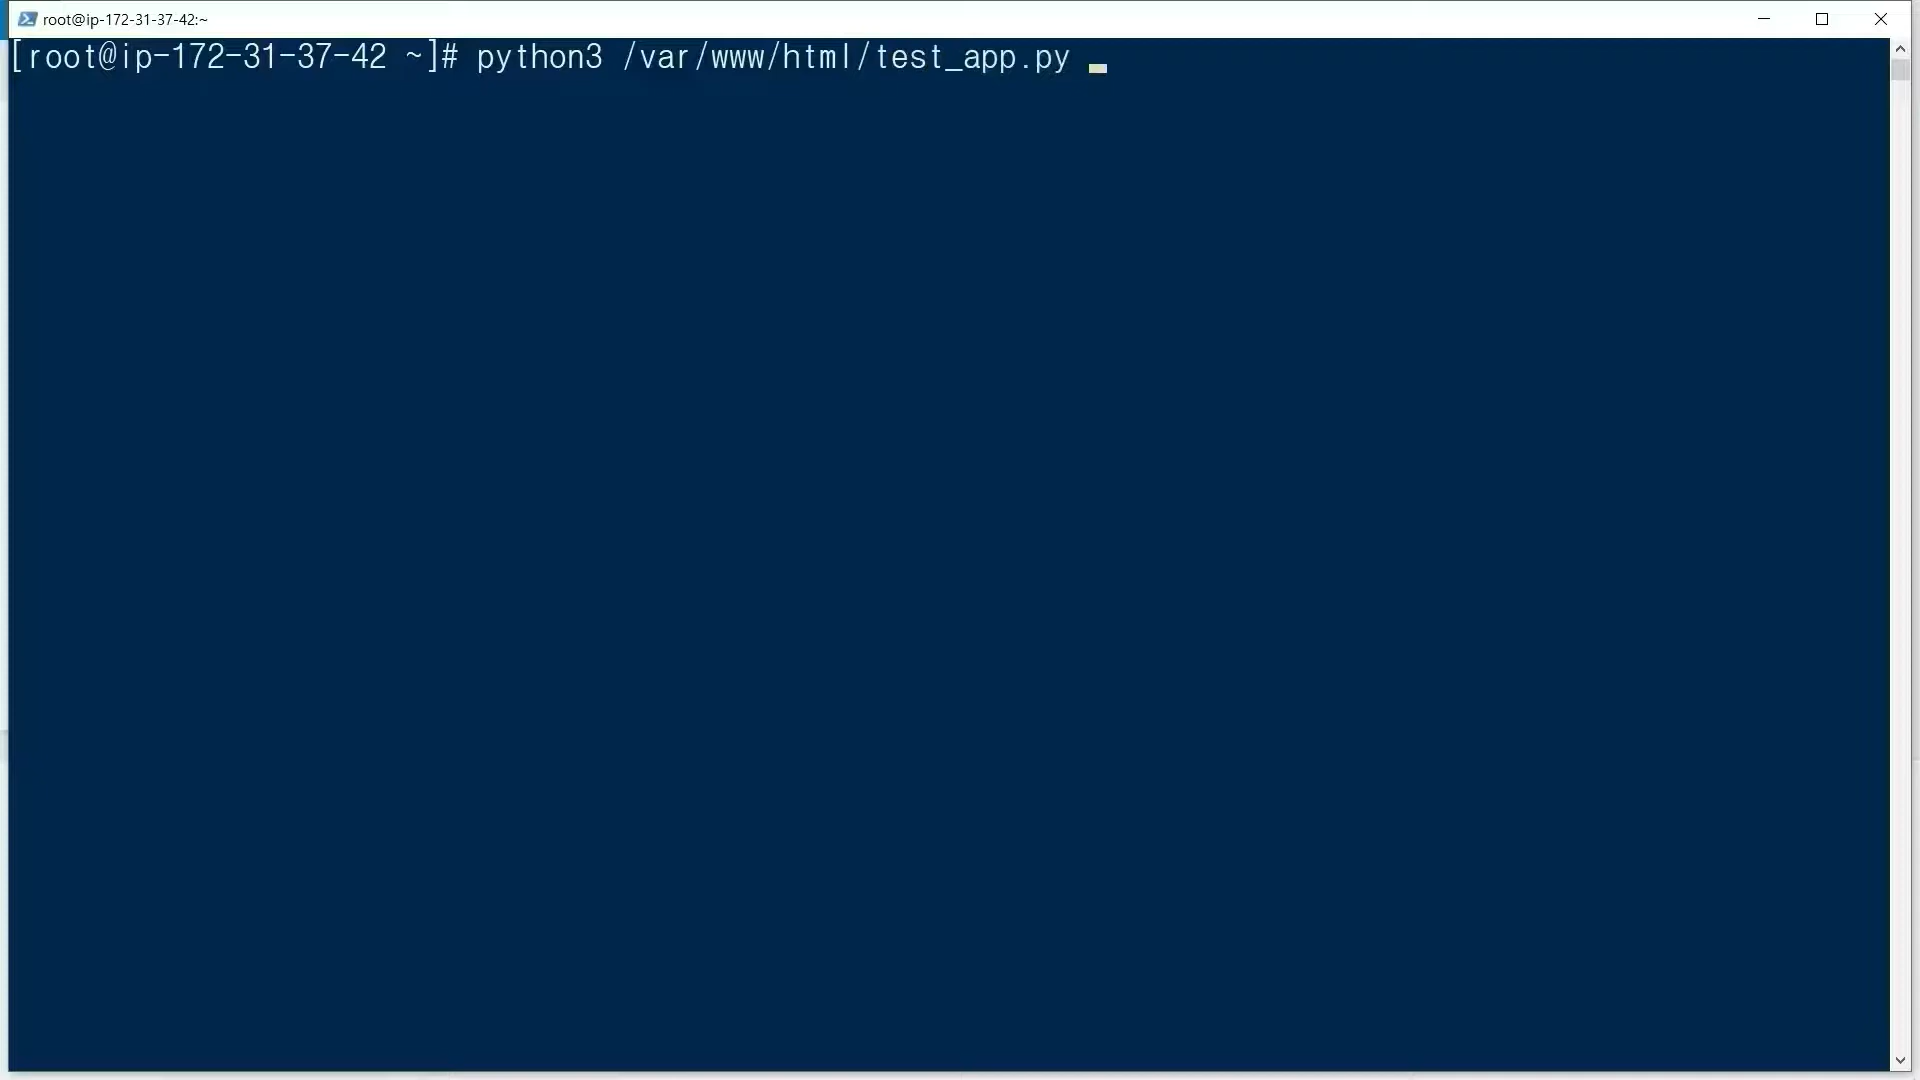 root@ip-172-31-37-42:~
[root@ip-172-31-37-42 ~]# python3 /var/www/html/test_app.py